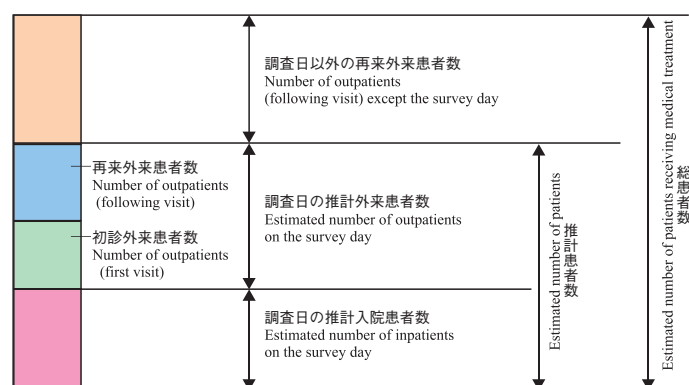 調査日以外の再来外来患者数
Number of outpatients
(following visit) except the survey day
再来外来患者数
Number of outpatients
(following visit)
調査日の推計外来患者数
Estimated number of outpatients
on the survey day
初診外来患者数
Number of outpatients
(first visit)
調査日の推計入院患者数
Estimated number of inpatients
on the survey day
Estimated number of patients
推計患者数
Estimated number of patients receiving medical treatment
総患者数